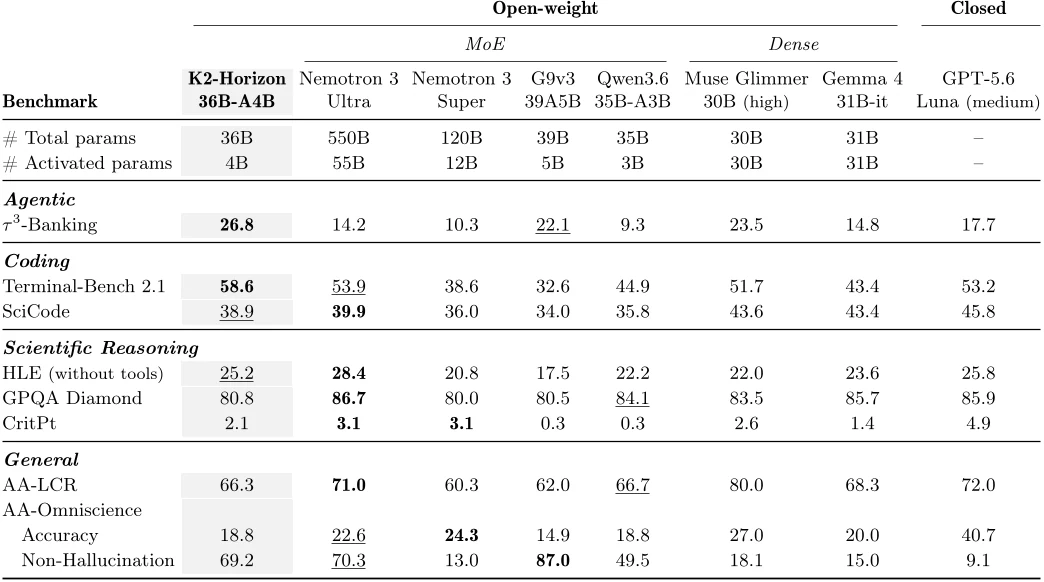 Open-weight Closed
MoE Dense
K2-Horizon Nemotron 3 Nemotron 3 G9v3 Qwen3.6 Muse Glimmer Gemma 4 GPT-5.6
Benchmark 36B-A4B Ultra Super 39A5B 35B-A3B 30B (high) 31B-it Luna (medium)
# Total params 36B 550B 120B 39B 35B 30B 31B –
# Activated params 4B 55B 12B 5B 3B 30B 31B –
Agentic
τ³-Banking 26.8 14.2 10.3 22.1 9.3 23.5 14.8 17.7
Coding
Terminal-Bench 2.1 58.6 53.9 38.6 32.6 44.9 51.7 43.4 53.2
SciCode 38.9 39.9 36.0 34.0 35.8 43.6 43.4 45.8
Scientific Reasoning
HLE (without tools) 25.2 28.4 20.8 17.5 22.2 22.0 23.6 25.8
GPQA Diamond 80.8 86.7 80.0 80.5 84.1 83.5 85.7 85.9
CritPt 2.1 3.1 3.1 0.3 0.3 2.6 1.4 4.9
General
AA-LCR 66.3 71.0 60.3 62.0 66.7 80.0 68.3 72.0
AA-Omniscience
Accuracy 18.8 22.6 24.3 14.9 18.8 27.0 20.0 40.7
Non-Hallucination 69.2 70.3 13.0 87.0 49.5 18.1 15.0 9.1